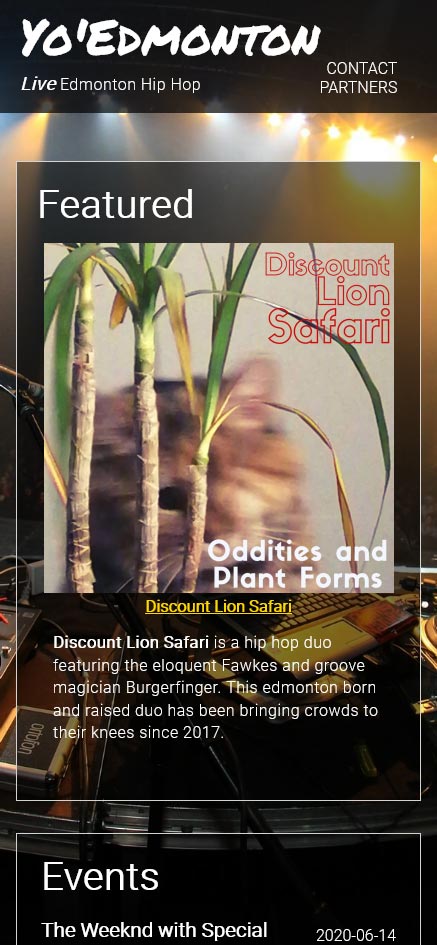 Yo'Edmonton
Live Edmonton Hip Hop
CONTACT
PARTNERS
Featured
Discount
Lion
Safari
Oddities and
Plant Forms
Discount Lion Safari
Discount Lion Safari is a hip hop duo
featuring the eloquent Fawkes and groove
magician Burgerfinger. This edmonton born
and raised duo has been bringing crowds to
their knees since 2017.
ortofon
Events
The Weeknd with Special
2020-06-14